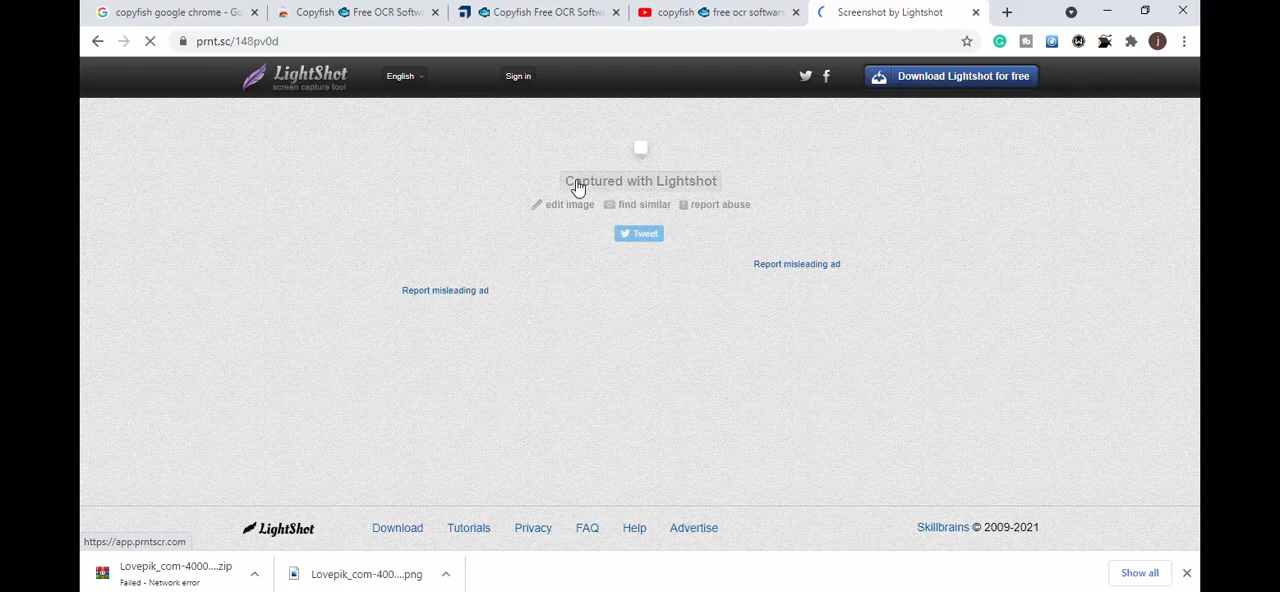 copyfish google chrome - Go
Copyfish Free OCR Softw
Copyfish Free OCR Softwa
copyfish free ocr software
Screenshot by Lightshot
prnt.sc/148pv0d
j
LightShot
screen capture tool
English
Sign in
Download Lightshot for free
Captured with Lightshot
edit image
find similar
report abuse
Tweet
Report misleading ad
Report misleading ad
LightShot
Download
Tutorials
Privacy
FAQ
Help
Advertise
Skillbrains © 2009-2021
https://app.prntscr.com
Lovepik_com-4000....zip
Failed - Network error
Lovepik_com-400....png
Show all